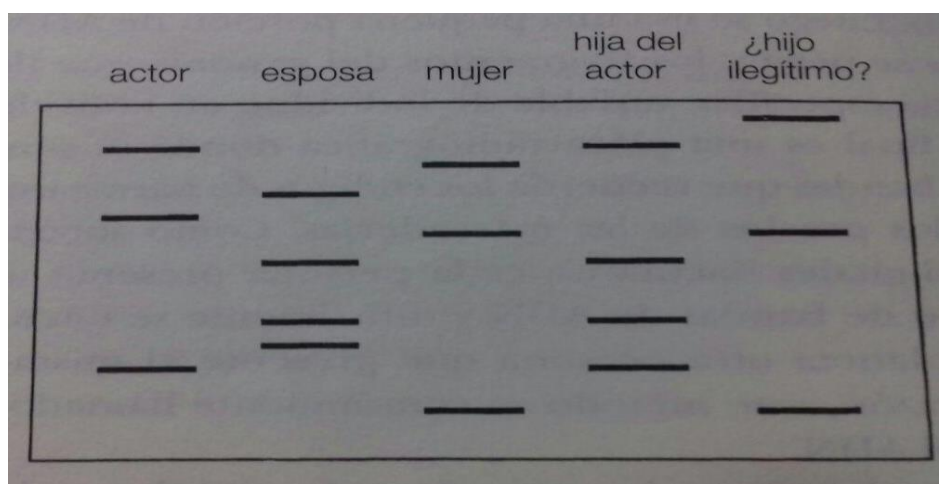 actor
esposa
mujer
hija del
actor
¿hijo
ilegítimo?